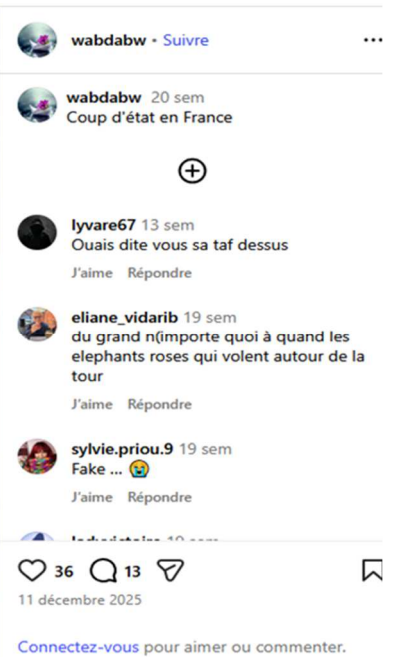 wabdabw • Suivre
wabdabw 20 sem
Coup d'état en France
lyvare67 13 sem
Ouais dite vous sa taf dessus
J'aime Répondre
eliane_vidarib 19 sem
du grand n(importe quoi à quand les
elephants roses qui volent autour de la
tour
J'aime Répondre
sylvie.priou.9 19 sem
Fake ... 😭
J'aime Répondre
36 13
11 décembre 2025
Connectez-vous pour aimer ou commenter.